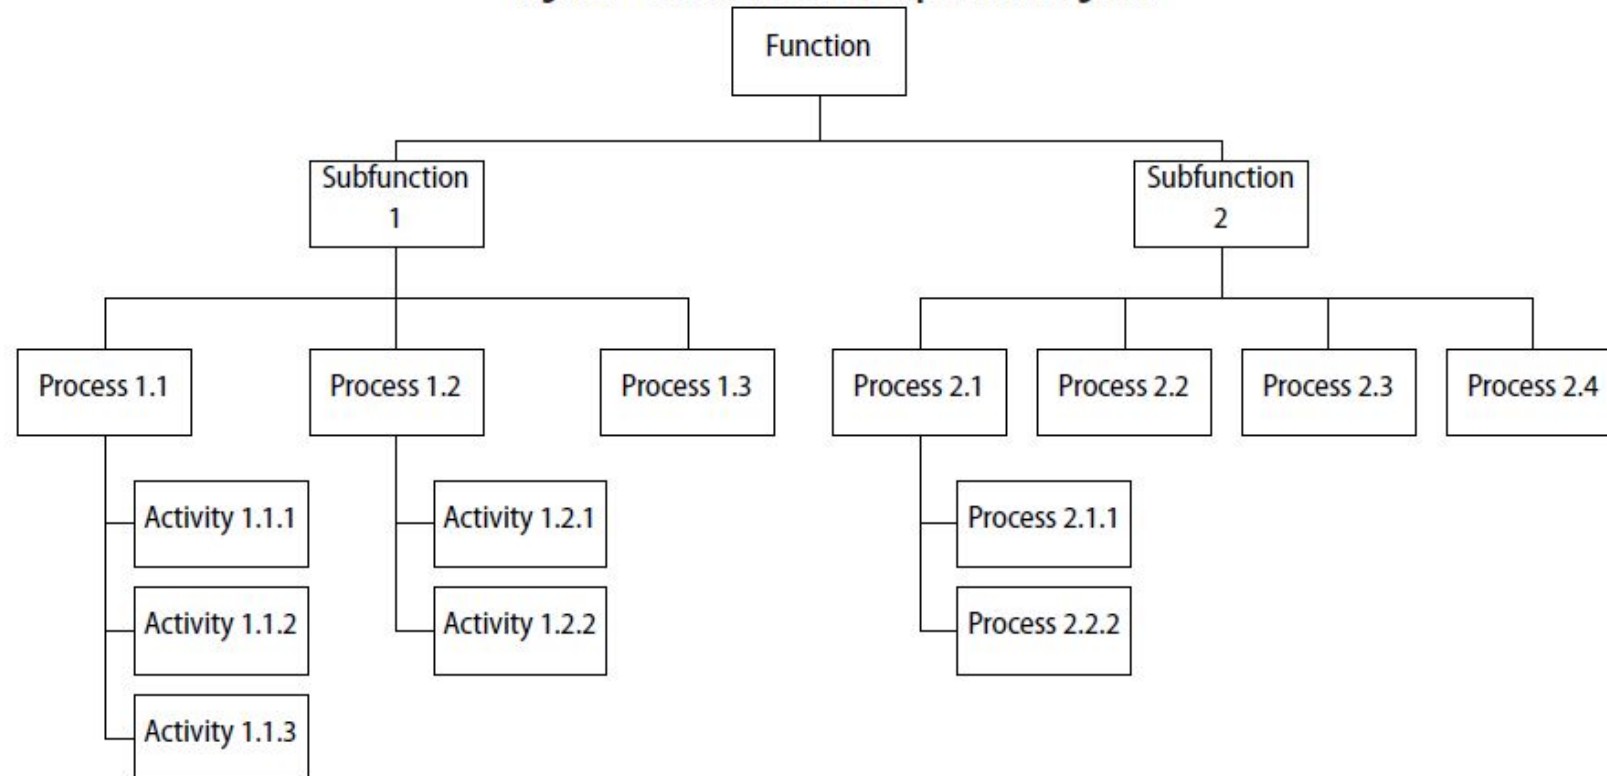 Function
Subfunction
1
Subfunction
2
Process 1.1
Process 1.2
Process 1.3
Process 2.1
Process 2.2
Process 2.3
Process 2.4
Activity 1.1.1
Activity 1.2.1
Process 2.1.1
Activity 1.1.2
Activity 1.2.2
Process 2.2.2
Activity 1.1.3